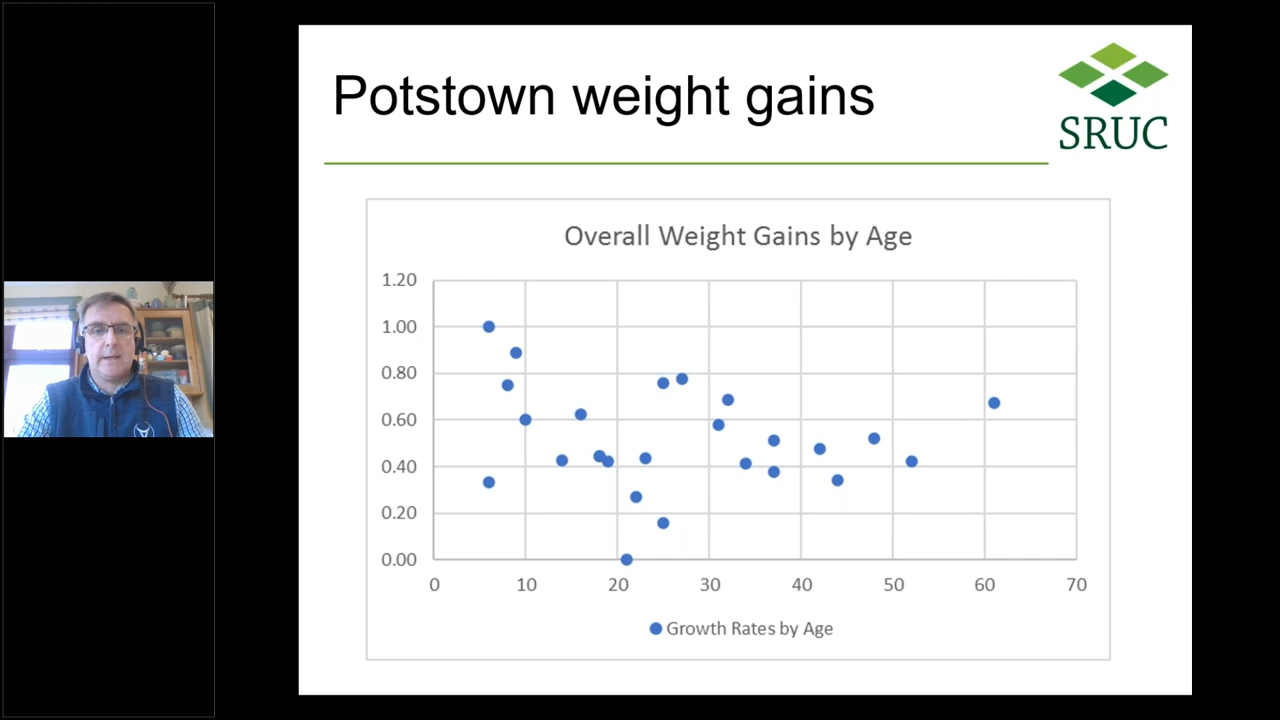 Potstown weight gains
SRUC
Overall Weight Gains by Age
1.20
1.00
0.80
0.60
0.40
0.20
0.00
0 10 20 30 40 50 60 70
Growth Rates by Age